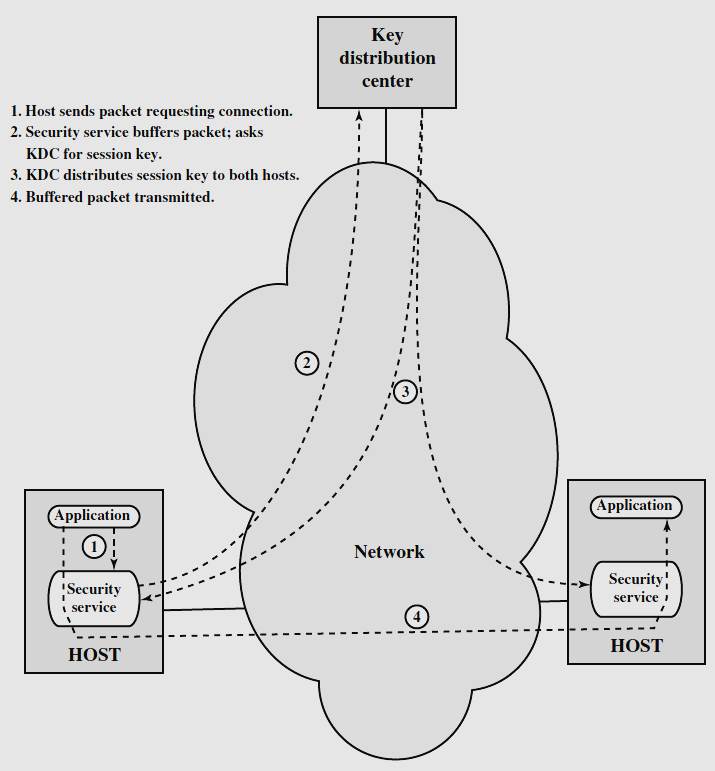 Key
distribution
center
1. Host sends packet requesting connection.
2. Security service buffers packet; asks
KDC for session key.
3. KDC distributes session key to both hosts.
4. Buffered packet transmitted.
2
3
Application
1
Security
service
HOST
Network
4
Application
Security
service
HOST